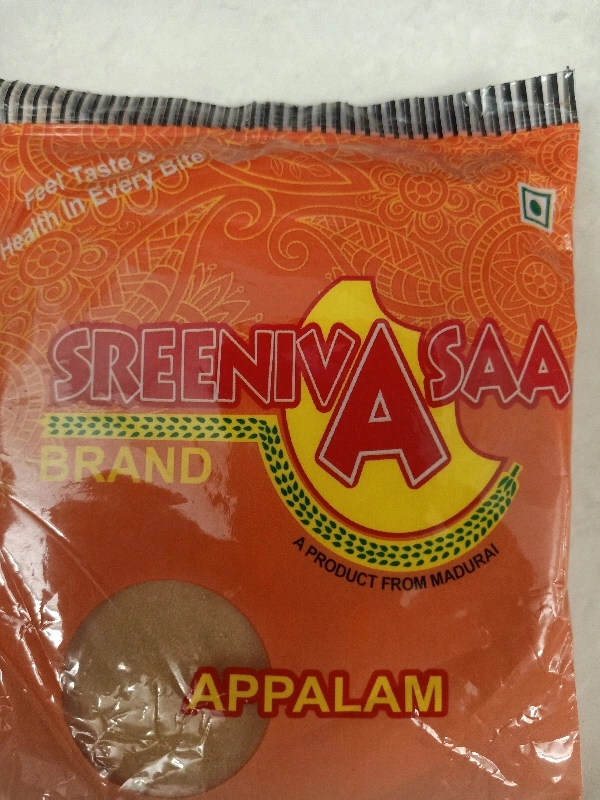 Feel Taste &
Health in Every Bite
SREENIVASAA
BRAND
A PRODUCT FROM MADURAI
APPALAM